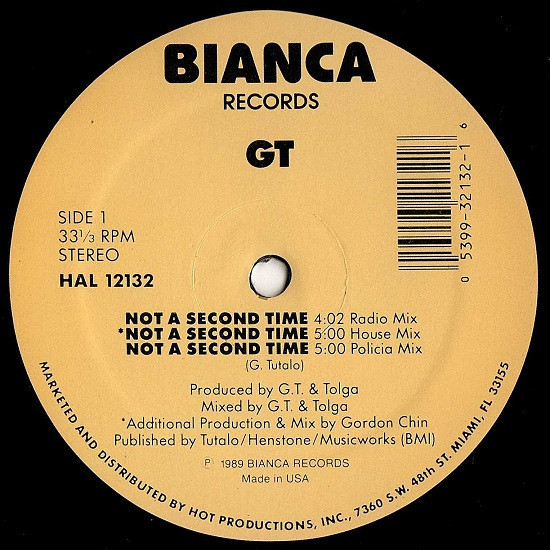 BIANCA
RECORDS
GT
SIDE 1
33 1/3 RPM
STEREO
HAL 12132
0 5399-32132-1 6
NOT A SECOND TIME 4:02 Radio Mix
*NOT A SECOND TIME 5:00 House Mix
NOT A SECOND TIME 5:00 Policia Mix
(G. Tutalo)
Produced by G.T. & Tolga
Mixed by G.T. & Tolga
*Additional Production & Mix by Gordon Chin
Published by Tutalo/Henstone/Musicworks (BMI)
℗ 1989 BIANCA RECORDS
Made in USA
MARKETED AND DISTRIBUTED BY HOT PRODUCTIONS, INC., 7360 S.W. 48th ST. MIAMI, FL 33155